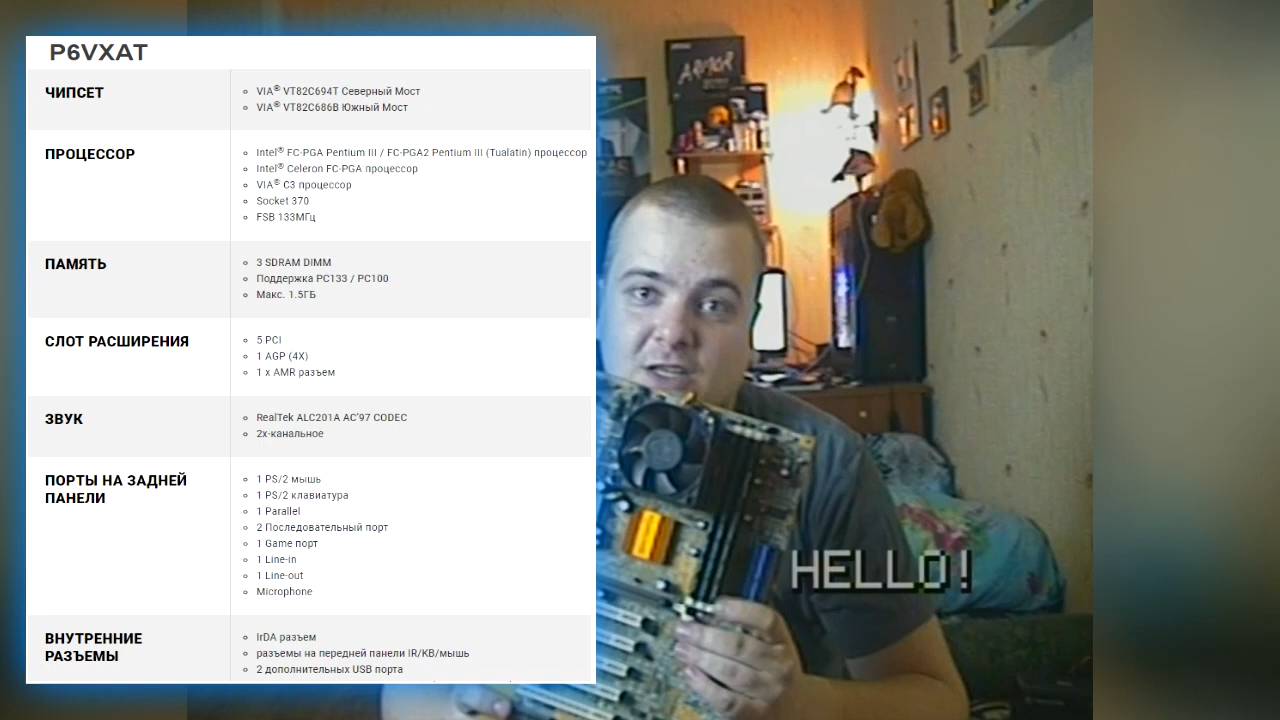 P6VXAT
ЧИПСЕТ
VIA® VT82C694T Северный Мост
VIA® VT82C686B Южный Мост
ПРОЦЕССОР
Intel® FC-PGA Pentium III / FC-PGA2 Pentium III (Tualatin) процессор
Intel® Celeron FC-PGA процессор
VIA® C3 процессор
Socket 370
FSB 133МГц
ПАМЯТЬ
3 SDRAM DIMM
Поддержка PC133 / PC100
Макс. 1.5ГБ
СЛОТ РАСШИРЕНИЯ
5 PCI
1 AGP (4X)
1 x AMR разъем
ЗВУК
RealTek ALC201A AC'97 CODEC
2х-канальное
ПОРТЫ НА ЗАДНЕЙ
ПАНЕЛИ
1 PS/2 мышь
1 PS/2 клавиатура
1 Parallel
2 Последовательный порт
1 Game порт
1 Line-in
1 Line-out
Microphone
ВНУТРЕННИЕ
РАЗЪЕМЫ
IrDA разъем
разъемы на передней панели IR/KB/мышь
2 дополнительных USB порта
ARMOR
HELLO!